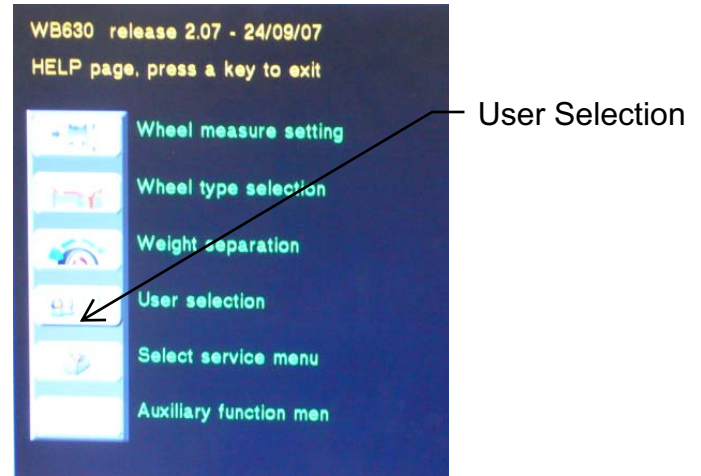 WB630 release 2.07 - 24/09/07
HELP page, press a key to exit
Wheel measure setting
User Selection
Wheel type selection
Weight separation
User selection
Select service menu
Auxiliary function men